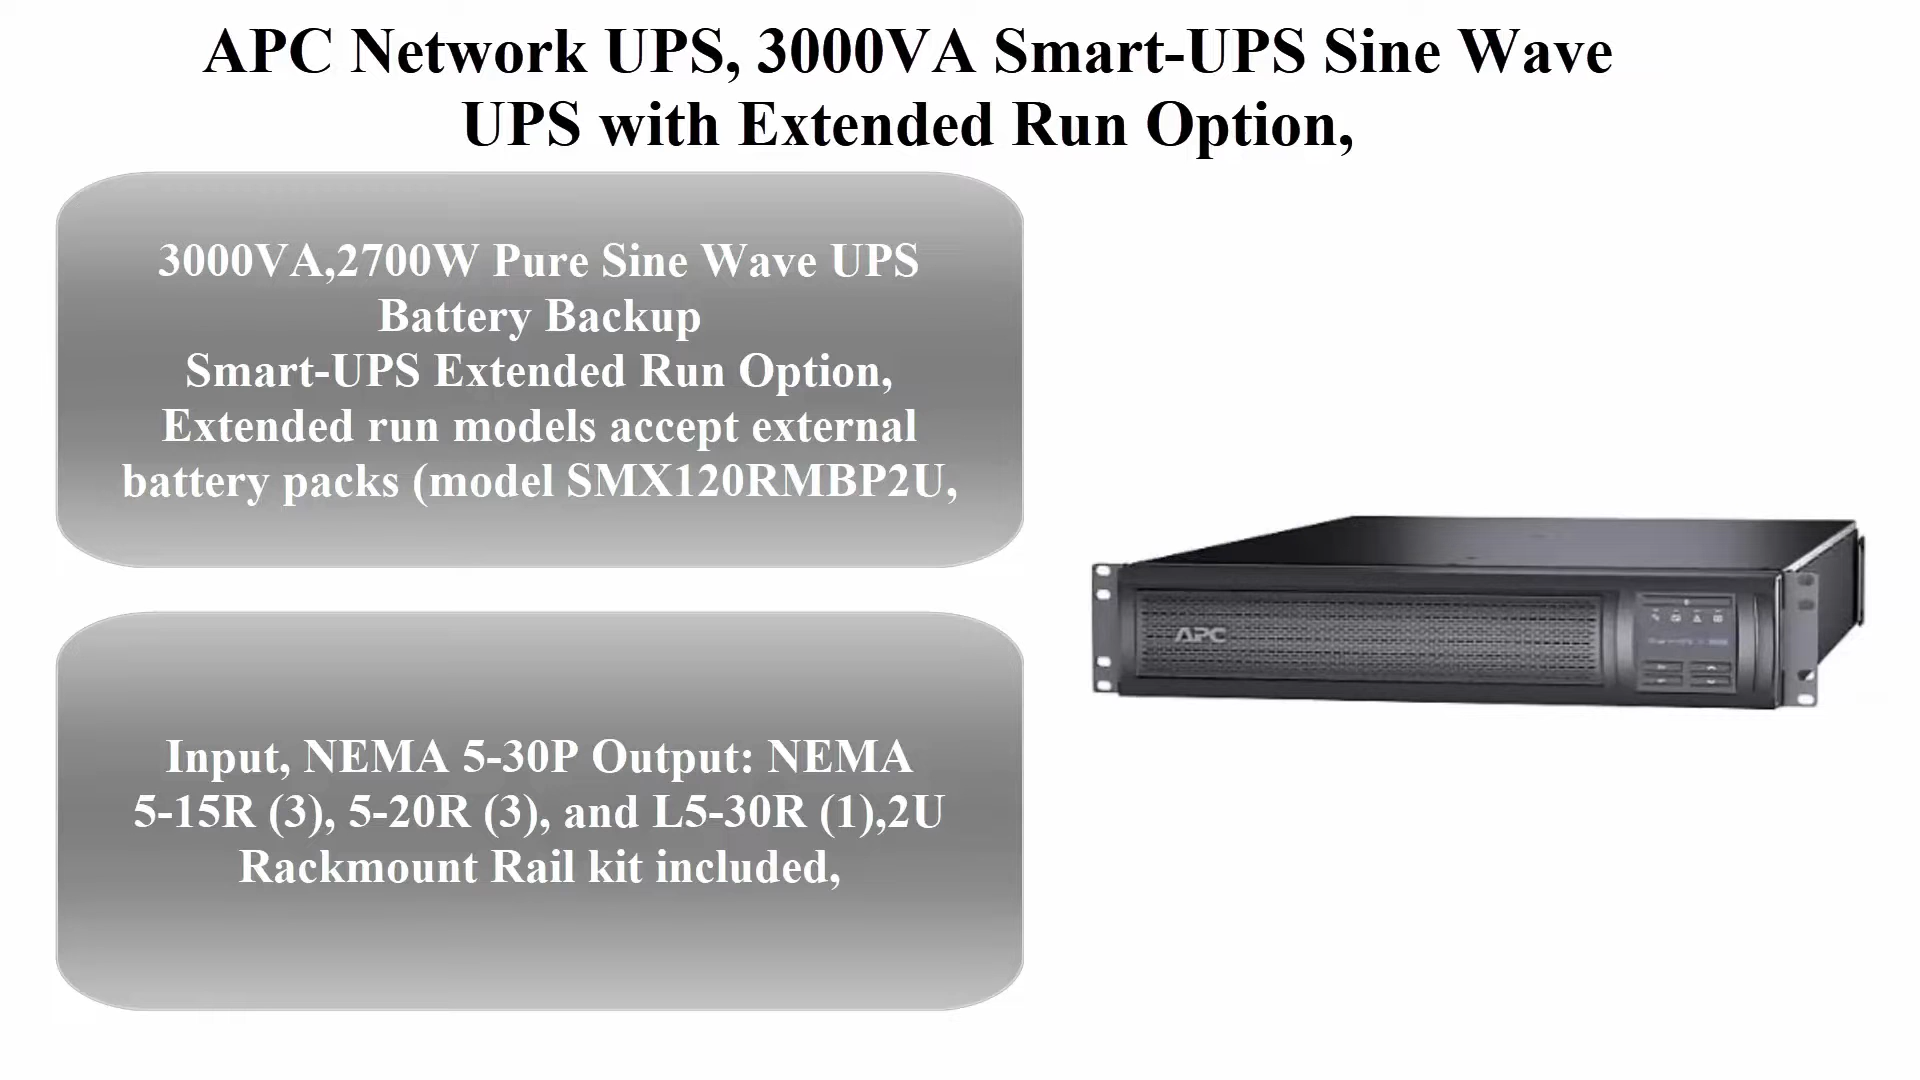 APC Network UPS, 3000VA Smart-UPS Sine Wave
UPS with Extended Run Option,
3000VA,2700W Pure Sine Wave UPS
Battery Backup
Smart-UPS Extended Run Option,
Extended run models accept external
battery packs (model SMX120RMBP2U,
Input, NEMA 5-30P Output: NEMA
5-15R (3), 5-20R (3), and L5-30R (1),2U
Rackmount Rail kit included,
APC